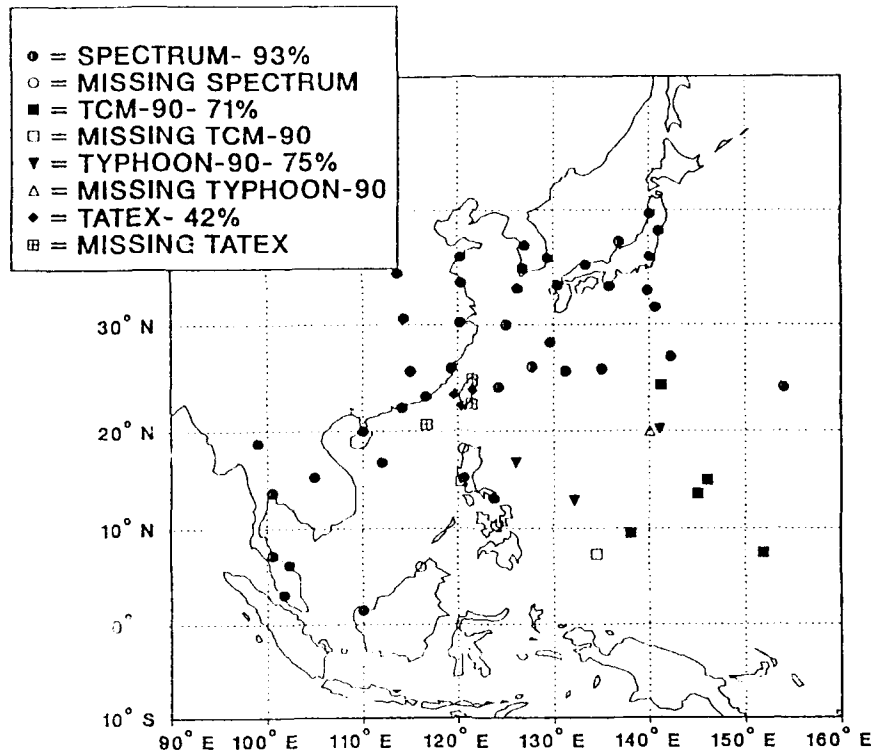 ● = SPECTRUM- 93%
○ = MISSING SPECTRUM
■ = TCM-90- 71%
□ = MISSING TCM-90
▼ = TYPHOON-90- 75%
△ = MISSING TYPHOON-90
◆ = TATEX- 42%
⊞ = MISSING TATEX
30° N
20° N
10° N
0°
10° S
90° E 100° E 110° E 120° E 130° E 140° E 150° E 160° E